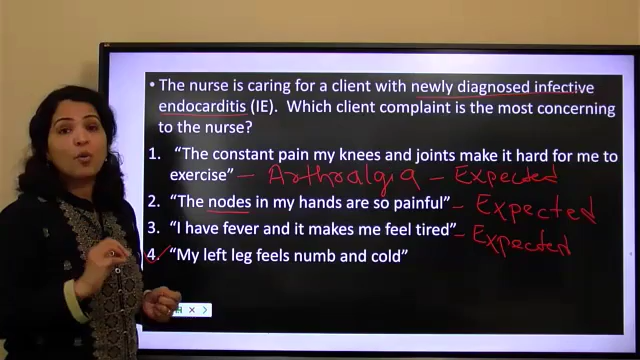 • The nurse is caring for a client with newly diagnosed infective
endocarditis (IE). Which client complaint is the most concerning
to the nurse?
1. "The constant pain my knees and joints make it hard for me to
exercise" - Arthralgia - Expected
2. "The nodes in my hands are so painful" - Expected
3. "I have fever and it makes me feel tired" - Expected
4. "My left leg feels numb and cold"